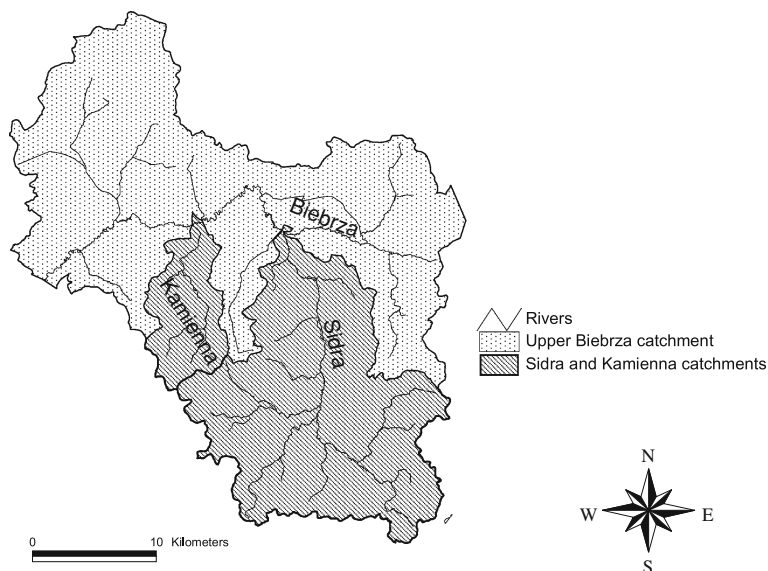 Biebrza
Kamienna
Sidra
Rivers
Upper Biebrza catchment
Sidra and Kamienna catchments
N
W
E
S
0
10 Kilometers